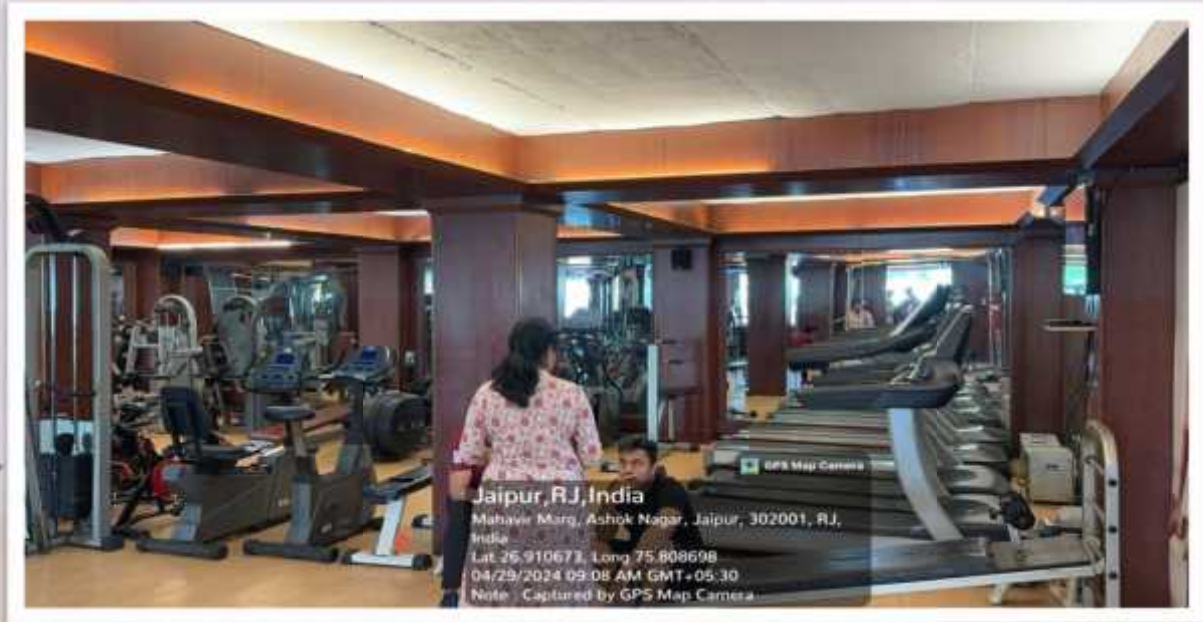 GPS Map Camera
Jaipur, RJ, India
Mahavir Marg, Ashok Nagar, Jaipur, 302001, RJ,
India
Lat 26.910673, Long 75.808698
04/29/2024 09:08 AM GMT+05:30
Note : Captured by GPS Map Camera